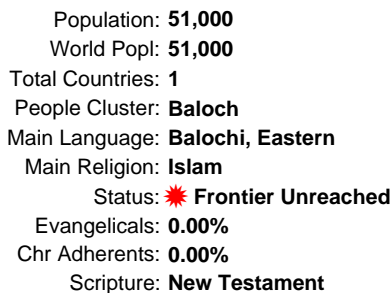 Population: 51,000
World Popl: 51,000
Total Countries: 1
People Cluster: Baloch
Main Language: Balochi, Eastern
Main Religion: Islam
Status: Frontier Unreached
Evangelicals: 0.00%
Chr Adherents: 0.00%
Scripture: New Testament